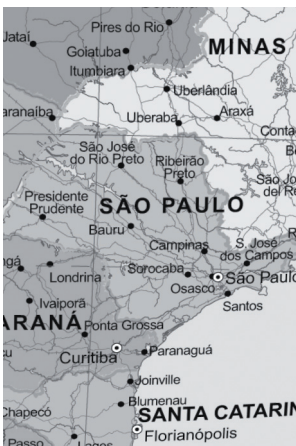 Pires do Rio
Jataí
Goiatuba
MINAS
Itumbiara
Uberlândia
aranaíba
Uberaba
Araxá
Conta
São José
do Rio Preto
Ribeirão
Preto
São Jo
del Re
Presidente
Prudente
SÃO PAULO
Bauru
Campinas
S. José
dos Campos
ngá
Londrina
Sorocaba
São Paulo
Osasco
Ivaiporã
Santos
ARANÁ
Ponta Grossa
Curitiba
Paranaguá
Joinville
Chapecó
Blumenau
SANTA CATARIN
Florianópolis
Passo
Lages